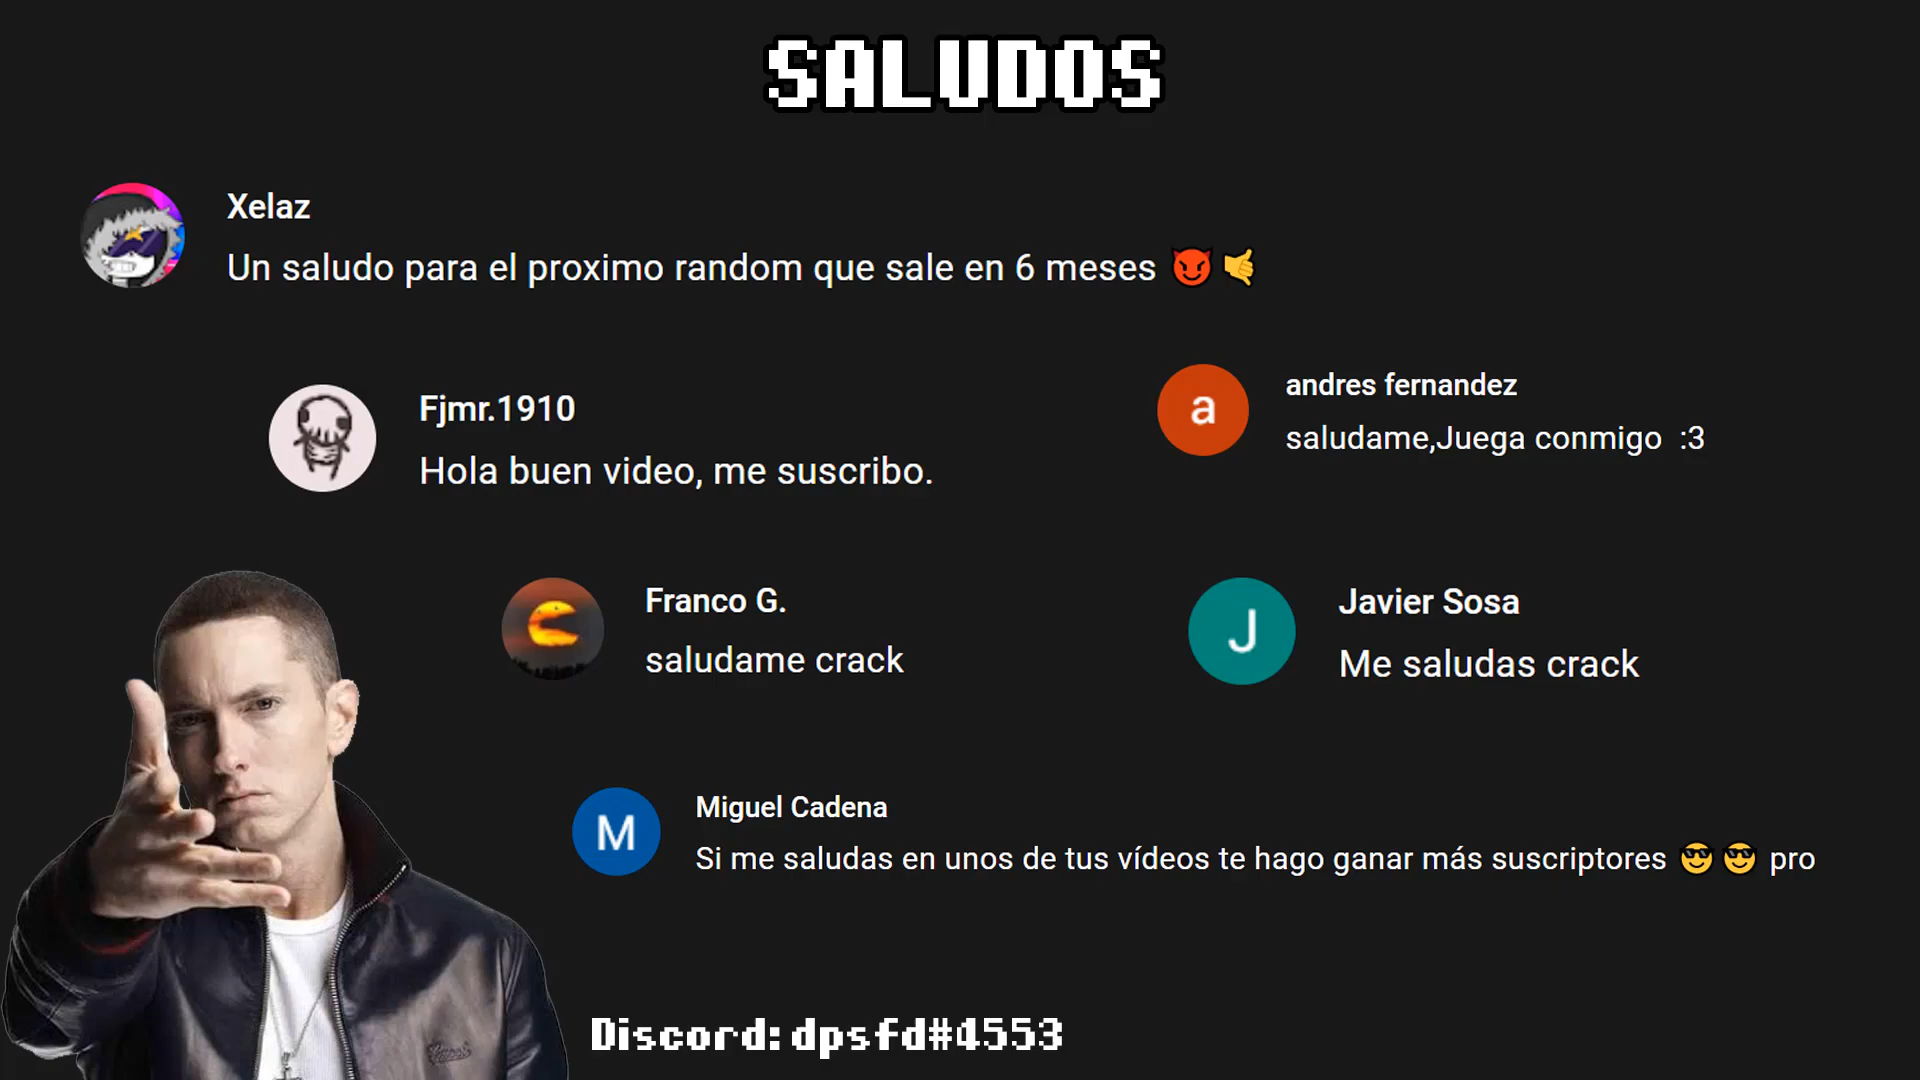 SALUDOS
Xelaz
Un saludo para el proximo random que sale en 6 meses 😈🤙
Fjmr.1910
Hola buen video, me suscribo.
a
andres fernandez
saludame,Juega conmigo :3
Franco G.
saludame crack
J
Javier Sosa
Me saludas crack
M
Miguel Cadena
Si me saludas en unos de tus vídeos te hago ganar más suscriptores 😎😎 pro
Discord: dpsfd#4553